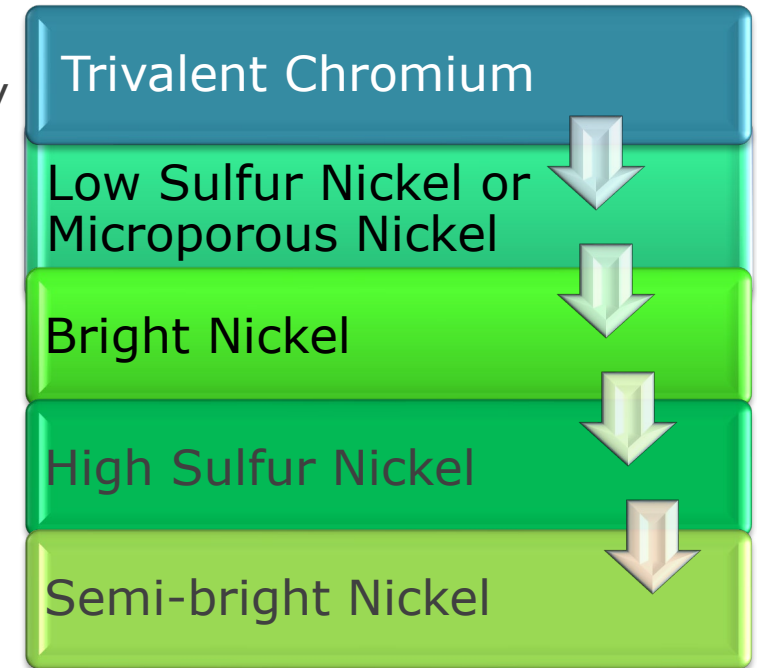 Trivalent Chromium
Low Sulfur Nickel or
Microporous Nickel
Bright Nickel
High Sulfur Nickel
Semi-bright Nickel